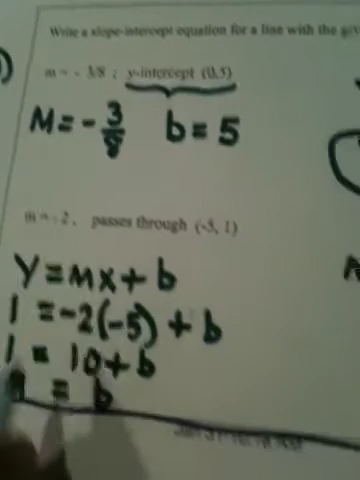 Write a slope-intercept equation for a line with the
m = - 3/8 ; y-intercept (0,5)
M = - 3/8 b = 5
m = - 2 , passes through (-5, 1)
Y = mx + b
1 = -2(-5) + b
1 = 10 + b
= b